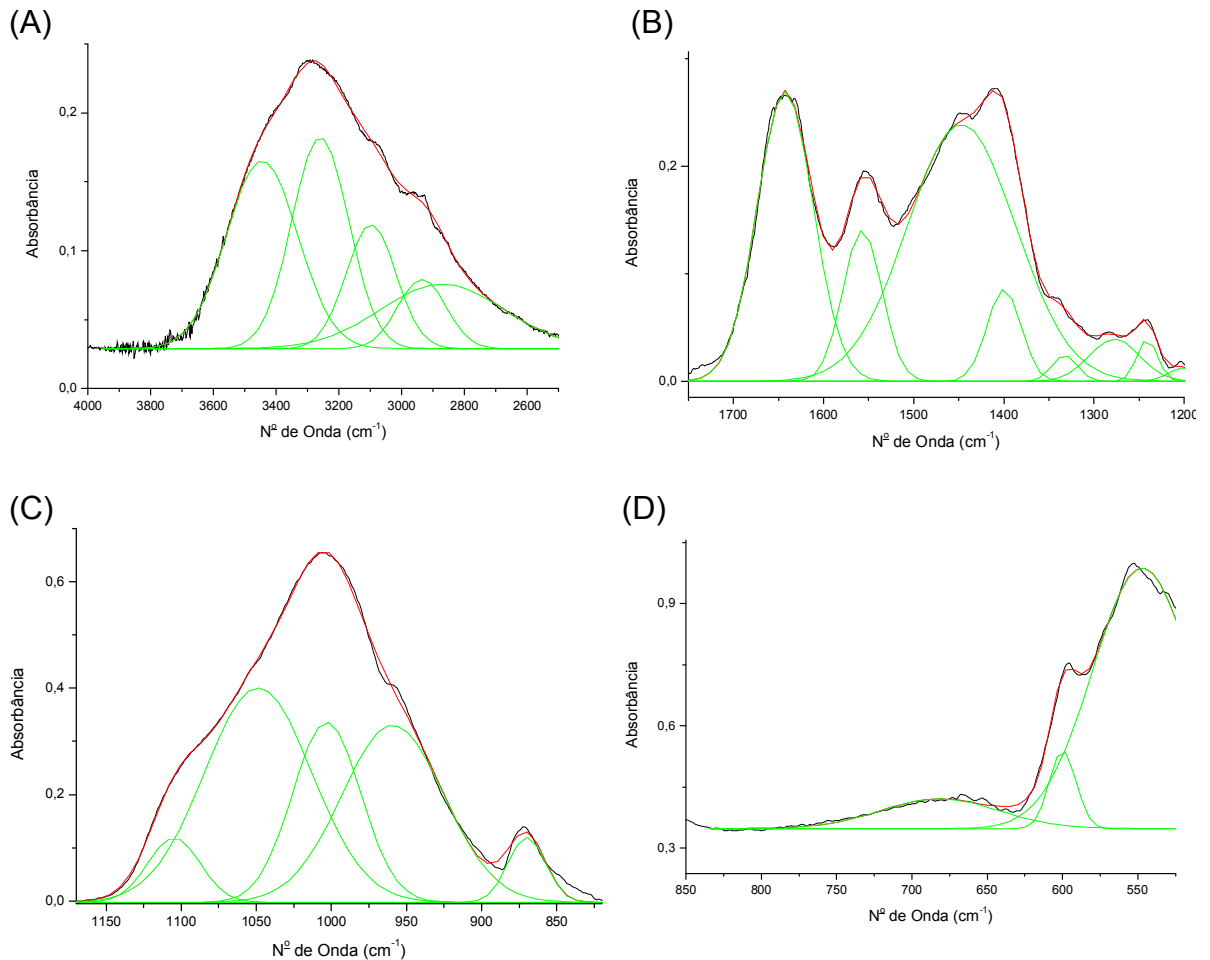 (A)
0,2
0,1
0,0
Absorbância
4000 3800 3600 3400 3200 3000 2800 2600
Nº de Onda (cm-1)
(B)
0,2
0,0
Absorbância
1700 1600 1500 1400 1300 1200
Nº de Onda (cm-1)
(C)
0,6
0,4
0,2
0,0
Absorbância
1150 1100 1050 1000 950 900 850
Nº de Onda (cm-1)
(D)
0,9
0,6
0,3
Absorbância
850 800 750 700 650 600 550
Nº de Onda (cm-1)